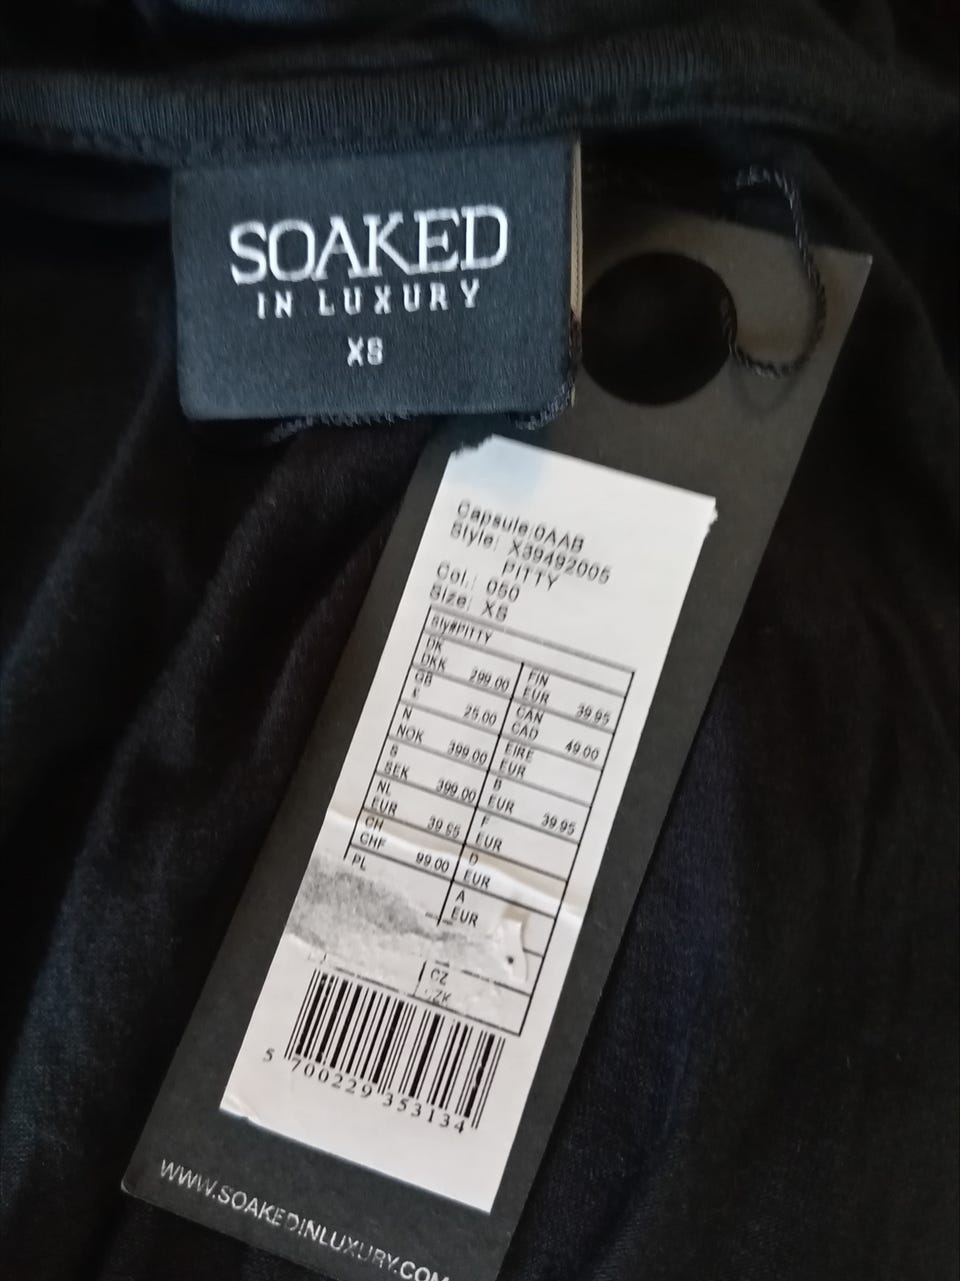 SOAKED
IN LUXURY
XS
Capsule:0AAB
Style: X39492005
PITTY
Col.: 050
Size: XS
Sty#PITTY
DK
DKK 299.00
GB
£ 25.00
N
NOK 399.00
S
SEK 399.00
NL
EUR 39.95
CH
CHF 99.00
PL
FIN
EUR 39.95
CAN
CAD 49.00
EIRE
EUR
B
EUR 39.95
F
EUR
D
EUR
A
EUR
CZ
CZK
5 700229 353134
WWW.SOAKEDINLUXURY.COM